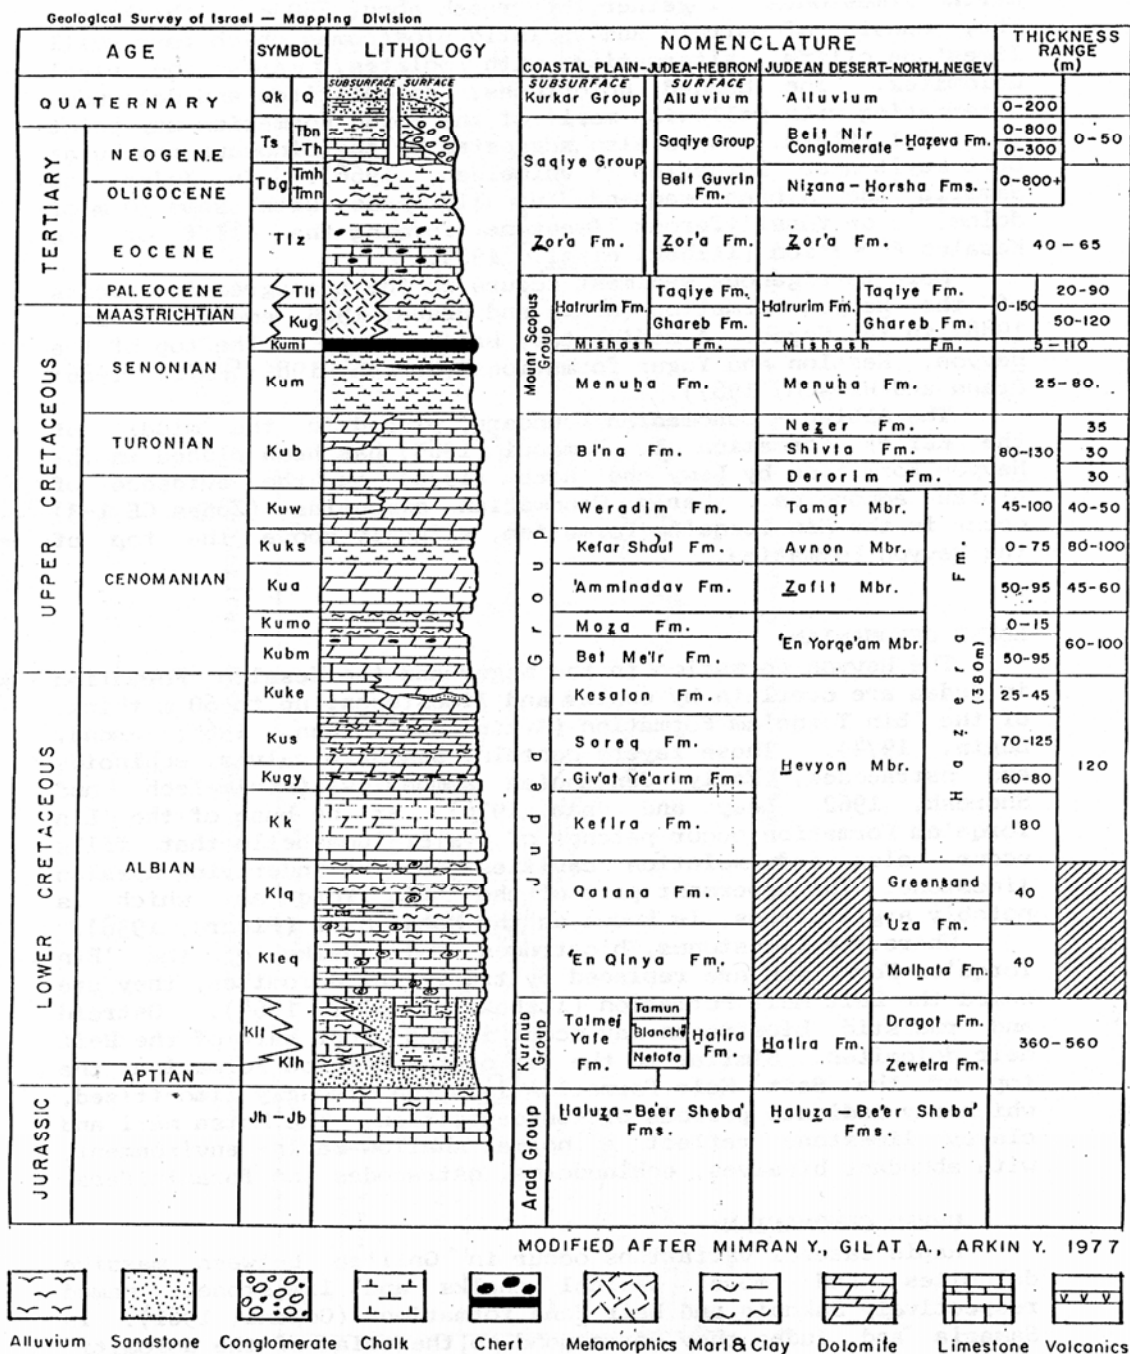 Geological Survey of Israel — Mapping Division
AGE
SYMBOL
LITHOLOGY
NOMENCLATURE
THICKNESS RANGE (m)
COASTAL PLAIN-JUDEA-HEBRON
JUDEAN DESERT-NORTH.NEGEV
SUBSURFACE
SURFACE
SUBSURFACE
SURFACE
QUATERNARY
Qk
Q
Kurkar Group
Alluvium
Alluvium
0-200
TERTIARY
NEOGENE
Ts
Tbn
-Th
Saqiye Group
Saqiye Group
Beit Nir
Conglomerate
-Hazeva Fm.
0-800
0-300
0-50
OLIGOCENE
Tbg
Tmh
Tmn
Beit Guvrin
Fm.
Nizana-Horsha Fms.
0-800+
EOCENE
Tlz
Zor'a Fm.
Zor'a Fm.
Zor'a Fm.
40-65
PALEOCENE
Tlt
Mount Scopus Group
Hatrurim Fm.
Taqiye Fm.
Hatrurim Fm.
Taqiye Fm.
0-150
20-90
UPPER CRETACEOUS
MAASTRICHTIAN
Kug
Ghareb Fm.
Ghareb Fm.
50-120
SENONIAN
Kumi
Mishash Fm.
Mishash Fm.
5-110
Kum
Menuha Fm.
Menuha Fm.
25-80.
TURONIAN
Kub
Judea Group
Bi'na Fm.
Nezer Fm.
Shivta Fm.
Derorim Fm.
80-130
35
30
30
CENOMANIAN
Kuw
Weradim Fm.
Tamar Mbr.
Hazera Fm.
(380m)
45-100
40-50
Kuks
Kefar Shaul Fm.
Avnon Mbr.
0-75
80-100
Kua
'Amminadav Fm.
Zafit Mbr.
50-95
45-60
Kumo
Moza Fm.
'En Yorqe'am Mbr.
0-15
60-100
Kubm
Bet Me'ir Fm.
50-95
LOWER CRETACEOUS
ALBIAN
Kuke
Kesalon Fm.
Hevyon Mbr.
25-45
120
Kus
Soreq Fm.
70-125
Kugy
Giv'at Ye'arim Fm.
60-80
Kk
Kefira Fm.
180
Klq
Qatana Fm.
Greensand
'Uza Fm.
40
Kleq
'En Qinya Fm.
Malhata Fm.
40
Klt
Klh
Kurnub Group
Talmei
Yafe
Fm.
Tamun
Blanche
Netofa
Hatira
Fm.
Hatira Fm.
Dragot Fm.
Zeweira Fm.
360-560
APTIAN
JURASSIC
Jh-Jb
Arad Group
Haluza-Be'er Sheba'
Fms.
Haluza-Be'er Sheba'
Fms.
MODIFIED AFTER MIMRAN Y., GILAT A., ARKIN Y. 1977
Alluvium
Sandstone
Conglomerate
Chalk
Chert
Metamorphics
Marl & Clay
Dolomite
Limestone
Volcanics